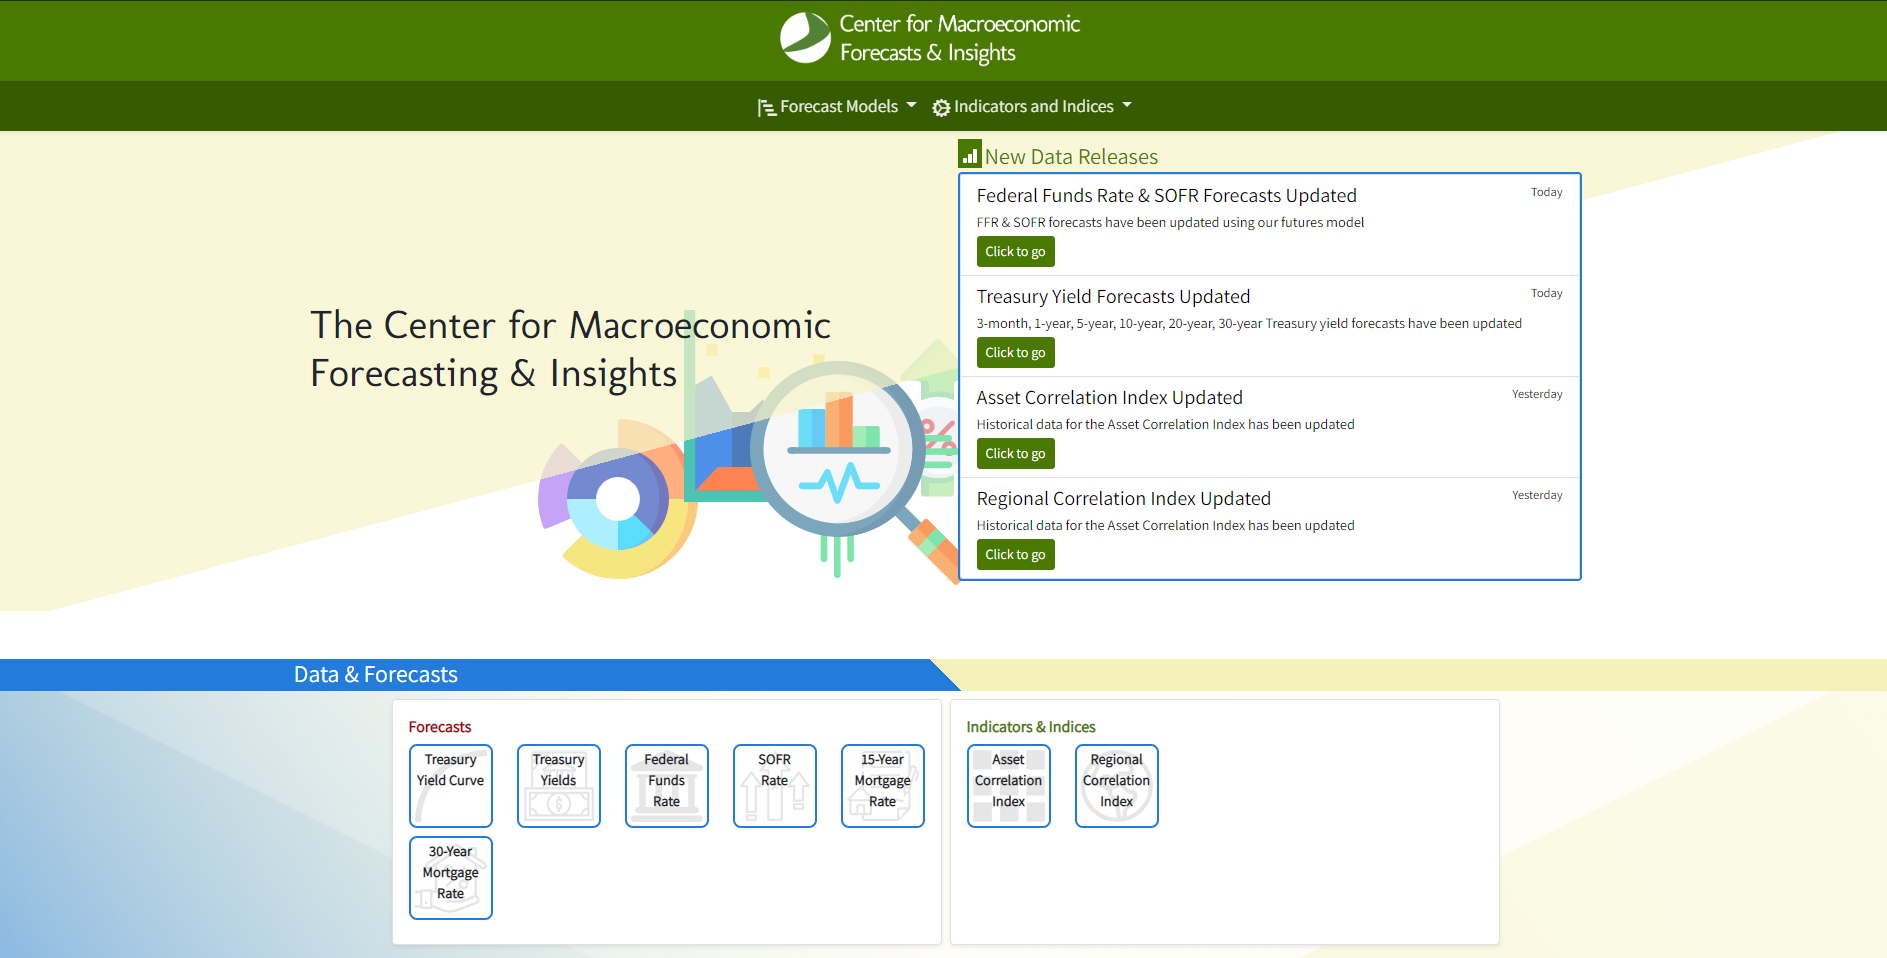 Center for Macroeconomic
Forecasts & Insights
Forecast Models
Indicators and Indices
The Center for Macroeconomic
Forecasting & Insights
New Data Releases
Federal Funds Rate & SOFR Forecasts Updated
Today
FFR & SOFR forecasts have been updated using our futures model
Click to go
Treasury Yield Forecasts Updated
Today
3-month, 1-year, 5-year, 10-year, 20-year, 30-year Treasury yield forecasts have been updated
Click to go
Asset Correlation Index Updated
Yesterday
Historical data for the Asset Correlation Index has been updated
Click to go
Regional Correlation Index Updated
Yesterday
Historical data for the Asset Correlation Index has been updated
Click to go
Data & Forecasts
Forecasts
Treasury
Yield Curve
Treasury
Yields
Federal
Funds
Rate
SOFR
Rate
15-Year
Mortgage
Rate
30-Year
Mortgage
Rate
Indicators & Indices
Asset
Correlation
Index
Regional
Correlation
Index